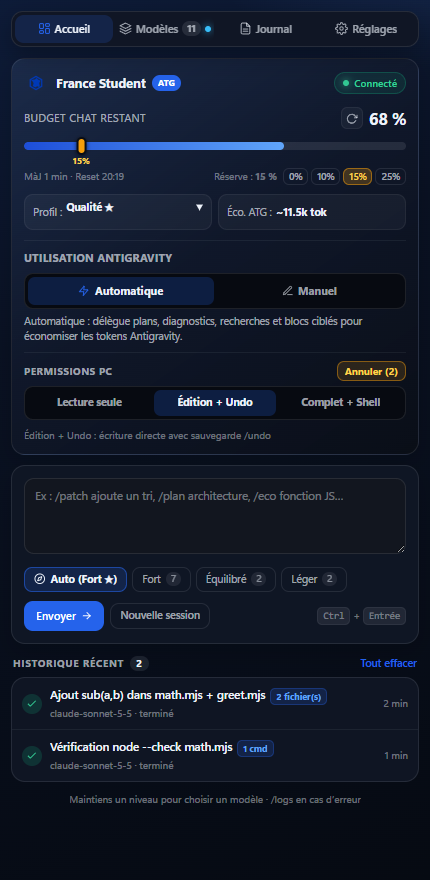 Accueil Modèles 11 Journal Réglages
France Student ATG Connecté
BUDGET CHAT RESTANT 68 %
15%
MàJ 1 min · Reset 20:19 Réserve : 15 % 0% 10% 15% 25%
Profil : Qualité ★ ▼ Éco. ATG : ~11.5k tok
UTILISATION ANTIGRAVITY
Automatique Manuel
Automatique : délègue plans, diagnostics, recherches et blocs ciblés pour
économiser les tokens Antigravity.
PERMISSIONS PC Annuler (2)
Lecture seule Édition + Undo Complet + Shell
Édition + Undo : écriture directe avec sauvegarde /undo
Ex : /patch ajoute un tri, /plan architecture, /eco fonction JS…
Auto (Fort ★) Fort 7 Équilibré 2 Léger 2
Envoyer → Nouvelle session Ctrl + Entrée
HISTORIQUE RÉCENT 2 Tout effacer
Ajout sub(a,b) dans math.mjs + greet.mjs 2 fichier(s)
claude-sonnet-5-5 · terminé 2 min
Vérification node --check math.mjs 1 cmd
claude-sonnet-5-5 · terminé 1 min
Maintiens un niveau pour choisir un modèle · /logs en cas d'erreur